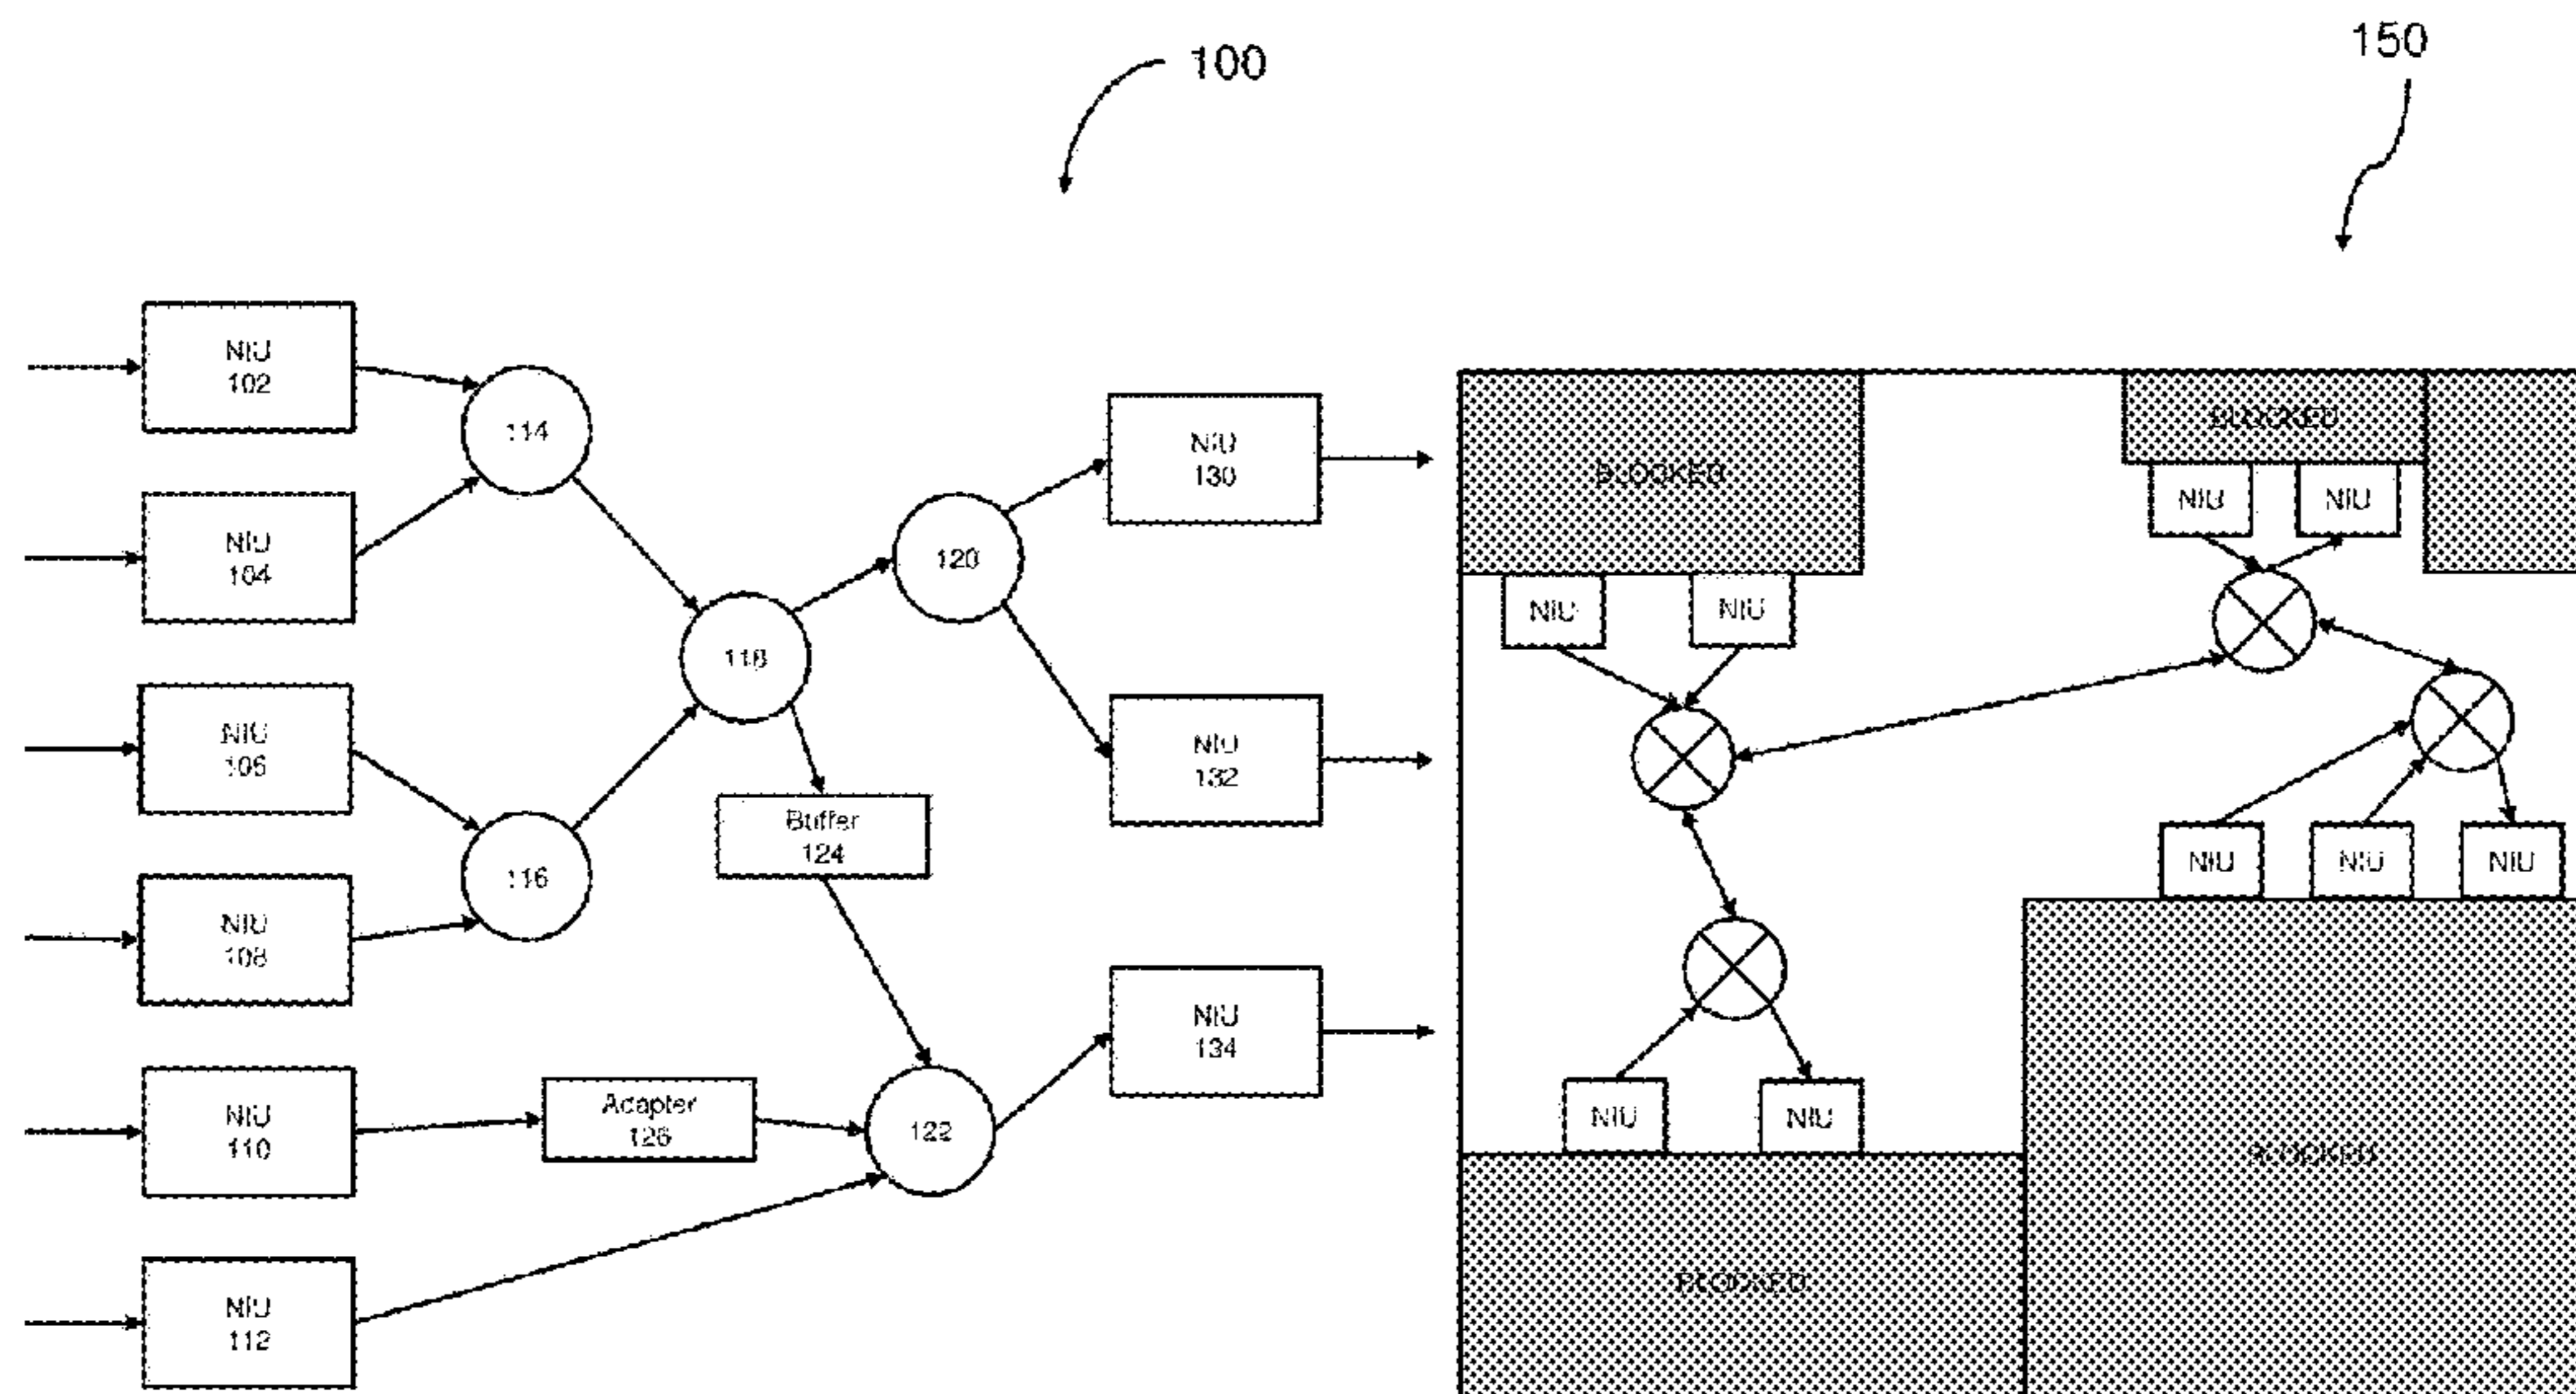 100
150
NIU
102
NIU
104
NIU
106
NIU
108
NIU
110
NIU
112
114
116
118
120
122
Buffer
124
Adapter
126
NIU
130
NIU
132
NIU
134
BLOCKED
BLOCKED
NIU
NIU
NIU
NIU
NIU
NIU
NIU
NIU
NIU
BLOCKED
BLOCKED